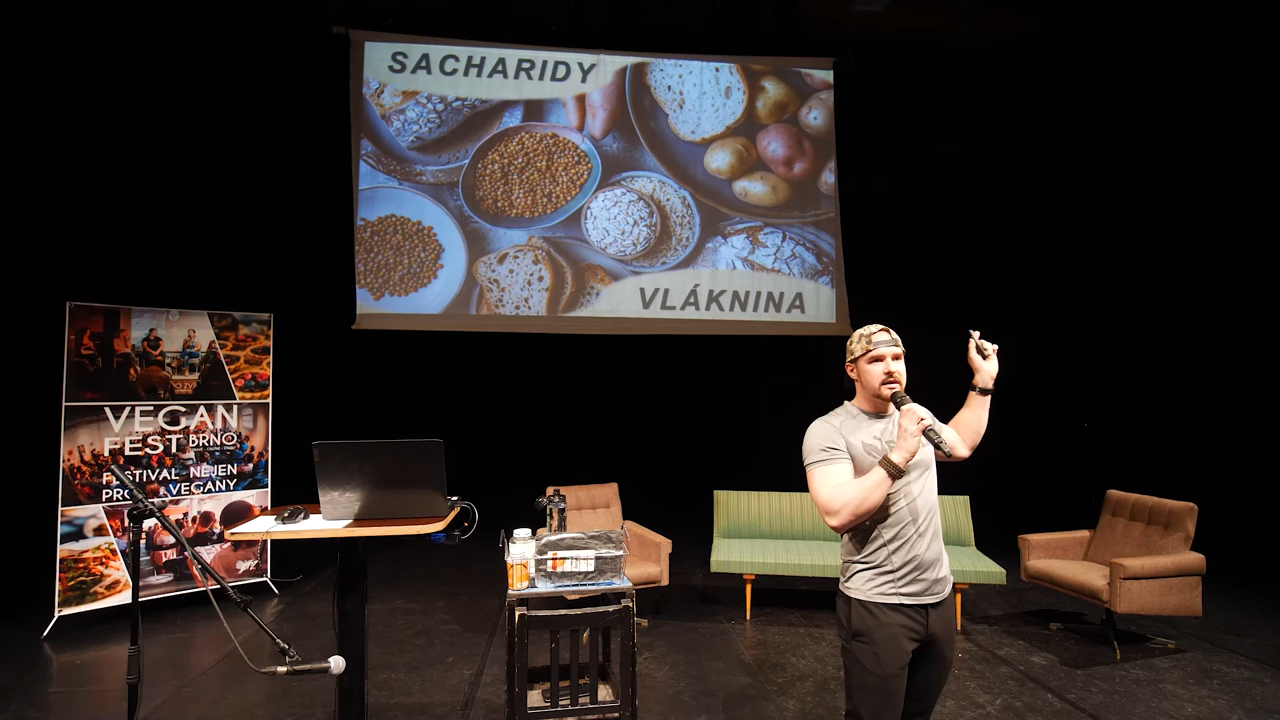 SACHARIDY
VLÁKNINA
VEGAN
FEST BRNO
FESTIVAL NEJEN
PRO VEGANY